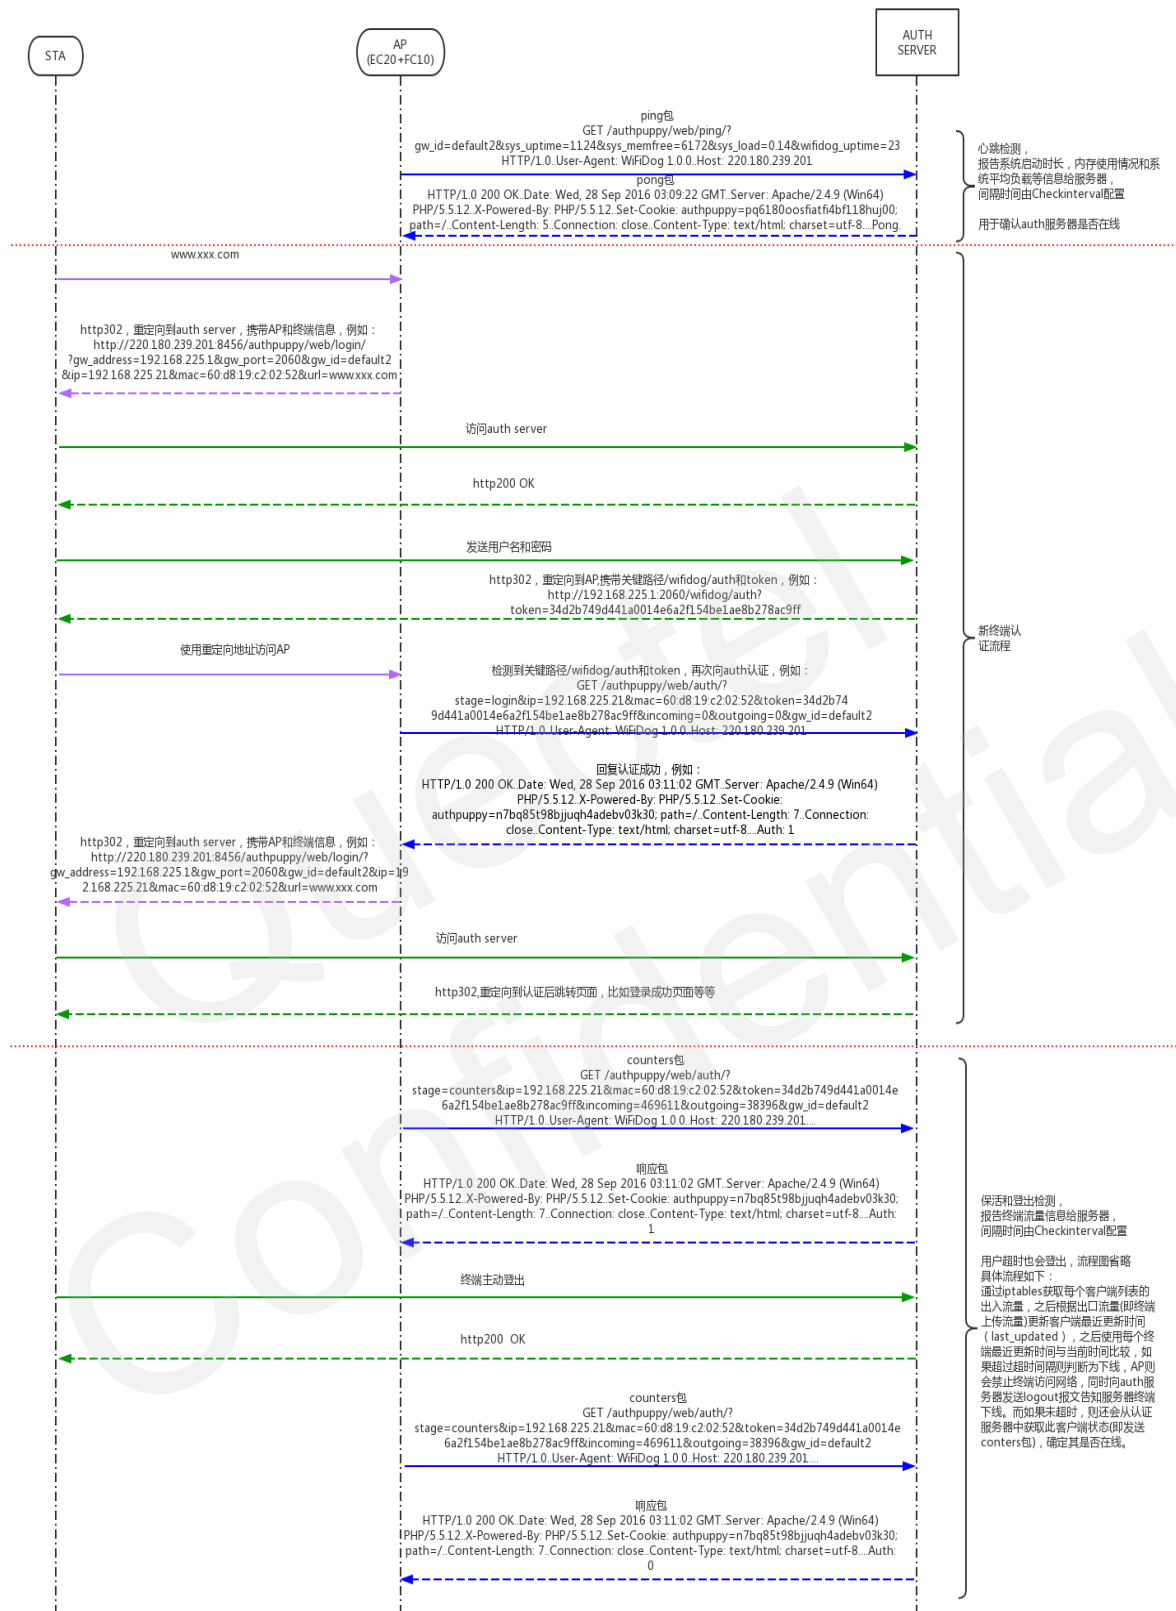 STA
AP
(EC20+FC10)
AUTH
SERVER
ping包
GET /authpuppy/web/ping/?
gw_id=default2&sys_uptime=1124&sys_memfree=6172&sys_load=0.14&wifidog_uptime=23
HTTP/1.0..User-Agent: WiFiDog 1.0.0..Host: 220.180.239.201
pong包
HTTP/1.0 200 OK..Date: Wed, 28 Sep 2016 03:09:22 GMT..Server: Apache/2.4.9 (Win64)
PHP/5.5.12..X-Powered-By: PHP/5.5.12..Set-Cookie: authpuppy=pq6180oosfiatfi4bf118huj00;
path=/..Content-Length: 5..Connection: close..Content-Type: text/html; charset=utf-8....Pong.
心跳检测，
报告系统启动时长，内存使用情况和系
统平均负载等信息给服务器，
间隔时间由Checkinterval配置
用于确认auth服务器是否在线
www.xxx.com
http302，重定向到auth server，携带AP和终端信息，例如：
http://220.180.239.201:8456/authpuppy/web/login/
?gw_address=192.168.225.1&gw_port=2060&gw_id=default2
&ip=192.168.225.21&mac=60:d8:19:c2:02:52&url=www.xxx.com
访问auth server
http200 OK
发送用户名和密码
http302，重定向到AP,携带关键路径/wifidog/auth和token，例如：
http://192.168.225.1:2060/wifidog/auth?
token=34d2b749d441a0014e6a2f154be1ae8b278ac9ff
新终端认
证流程
使用重定向地址访问AP
检测到关键路径/wifidog/auth和token，再次向auth认证，例如：
GET /authpuppy/web/auth/?
stage=login&ip=192.168.225.21&mac=60:d8:19:c2:02:52&token=34d2b74
9d441a0014e6a2f154be1ae8b278ac9ff&incoming=0&outgoing=0&gw_id=default2
HTTP/1.0..User-Agent: WiFiDog 1.0.0..Host: 220.180.239.201
回复认证成功，例如：
HTTP/1.0 200 OK..Date: Wed, 28 Sep 2016 03:11:02 GMT..Server: Apache/2.4.9 (Win64)
PHP/5.5.12..X-Powered-By: PHP/5.5.12..Set-Cookie:
authpuppy=n7bq85t98bjjuqh4adebv03k30; path=/..Content-Length: 7..Connection:
close..Content-Type: text/html; charset=utf-8....Auth: 1
http302，重定向到auth server，携带AP和终端信息，例如：
http://220.180.239.201:8456/authpuppy/web/login/?
gw_address=192.168.225.1&gw_port=2060&gw_id=default2&ip=19
2.168.225.21&mac=60:d8:19:c2:02:52&url=www.xxx.com
访问auth server
http302,重定向到认证后跳转页面，比如登录成功页面等等
counters包
GET /authpuppy/web/auth/?
stage=counters&ip=192.168.225.21&mac=60:d8:19:c2:02:52&token=34d2b749d441a0014e
6a2f154be1ae8b278ac9ff&incoming=469611&outgoing=38396&gw_id=default2
HTTP/1.0..User-Agent: WiFiDog 1.0.0..Host: 220.180.239.201....
响应包
HTTP/1.0 200 OK..Date: Wed, 28 Sep 2016 03:11:02 GMT..Server: Apache/2.4.9 (Win64)
PHP/5.5.12..X-Powered-By: PHP/5.5.12..Set-Cookie: authpuppy=n7bq85t98bjjuqh4adebv03k30;
path=/..Content-Length: 7..Connection: close..Content-Type: text/html; charset=utf-8....Auth:
1
终端主动登出
http200  OK
counters包
GET /authpuppy/web/auth/?
stage=counters&ip=192.168.225.21&mac=60:d8:19:c2:02:52&token=34d2b749d441a0014e
6a2f154be1ae8b278ac9ff&incoming=469611&outgoing=38396&gw_id=default2
HTTP/1.0..User-Agent: WiFiDog 1.0.0..Host: 220.180.239.201....
响应包
HTTP/1.0 200 OK..Date: Wed, 28 Sep 2016 03:11:02 GMT..Server: Apache/2.4.9 (Win64)
PHP/5.5.12..X-Powered-By: PHP/5.5.12..Set-Cookie: authpuppy=n7bq85t98bjjuqh4adebv03k30;
path=/..Content-Length: 7..Connection: close..Content-Type: text/html; charset=utf-8....Auth:
0
保活和登出检测，
报告终端流量信息给服务器，
间隔时间由Checkinterval配置
用户超时也会登出，流程图省略
具体流程如下：
通过iptables获取每个客户端列表的
出入流量，之后根据出口流量(即终端
上传流量)更新客户端最近更新时间
（last_updated），之后使用每个终
端最近更新时间与当前时间比较，如
果超过超时间隔则判断为下线，AP则
会禁止终端访问网络，同时向auth服
务器发送logout报文告知服务器终端
下线。而如果未超时，则还会从认证
服务器中获取此客户端状态(即发送
conters包)，确定其是否在线。
Quectel
Confidential